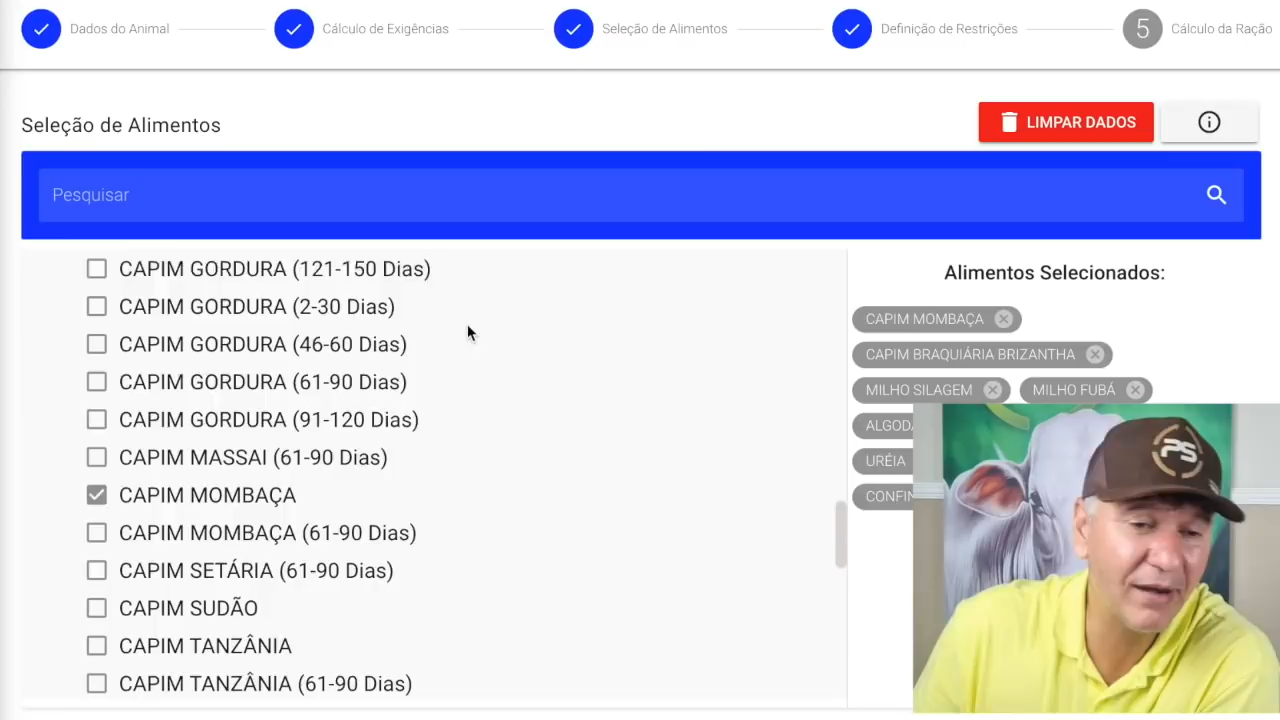 Dados do Animal
Cálculo de Exigências
Seleção de Alimentos
Definição de Restrições
5 Cálculo da Ração
Seleção de Alimentos
LIMPAR DADOS
Pesquisar
CAPIM GORDURA (121-150 Dias)
CAPIM GORDURA (2-30 Dias)
CAPIM GORDURA (46-60 Dias)
CAPIM GORDURA (61-90 Dias)
CAPIM GORDURA (91-120 Dias)
CAPIM MASSAI (61-90 Dias)
CAPIM MOMBAÇA
CAPIM MOMBAÇA (61-90 Dias)
CAPIM SETÁRIA (61-90 Dias)
CAPIM SUDÃO
CAPIM TANZÂNIA
CAPIM TANZÂNIA (61-90 Dias)
Alimentos Selecionados:
CAPIM MOMBAÇA
CAPIM BRAQUIÁRIA BRIZANTHA
MILHO SILAGEM MILHO FUBÁ
URÉIA
PS